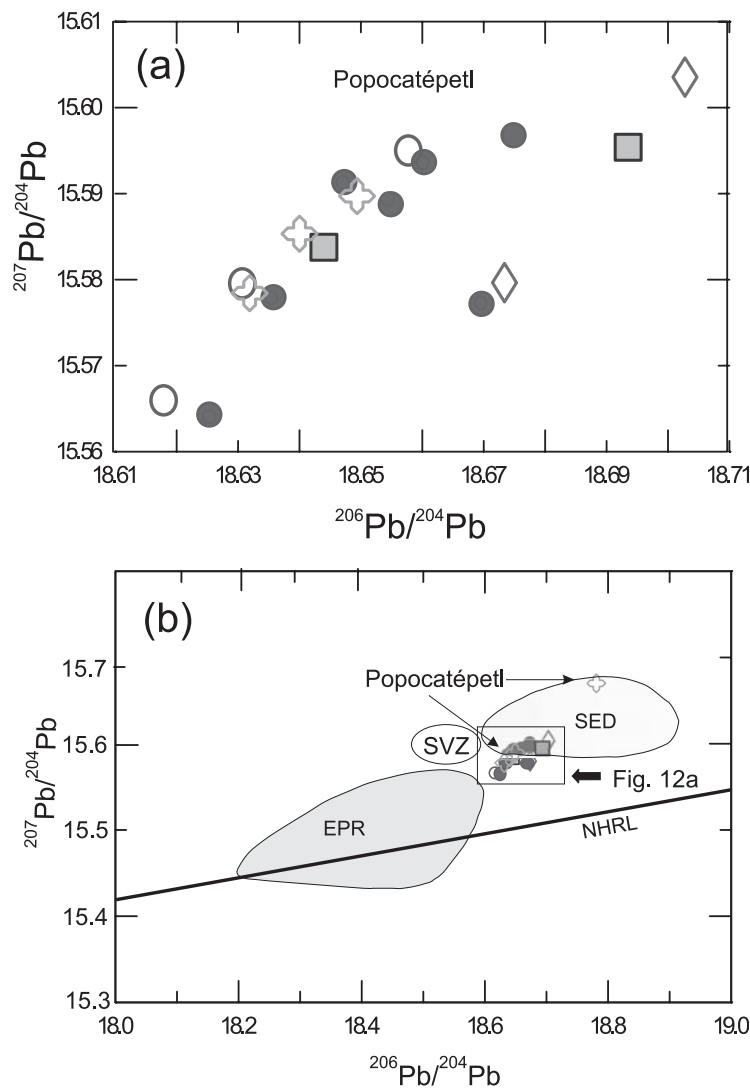 15.61
(a)
Popocatépetl
15.60
15.59
15.58
15.57
15.56
207Pb/204Pb
18.61 18.63 18.65 18.67 18.69 18.71
206Pb/204Pb
(b)
15.7
Popocatépetl
SED
15.6
SVZ
Fig. 12a
15.5
EPR
NHRL
15.4
15.3
207Pb/204Pb
18.0 18.2 18.4 18.6 18.8 19.0
206Pb/204Pb